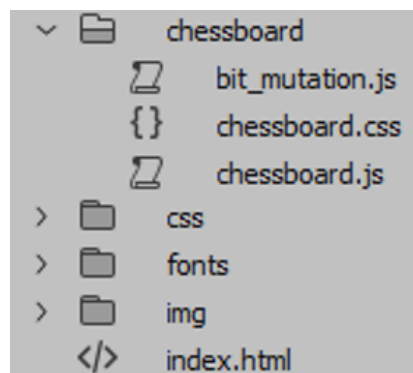 chessboard
bit_mutation.js
chessboard.css
chessboard.js
css
fonts
img
index.html